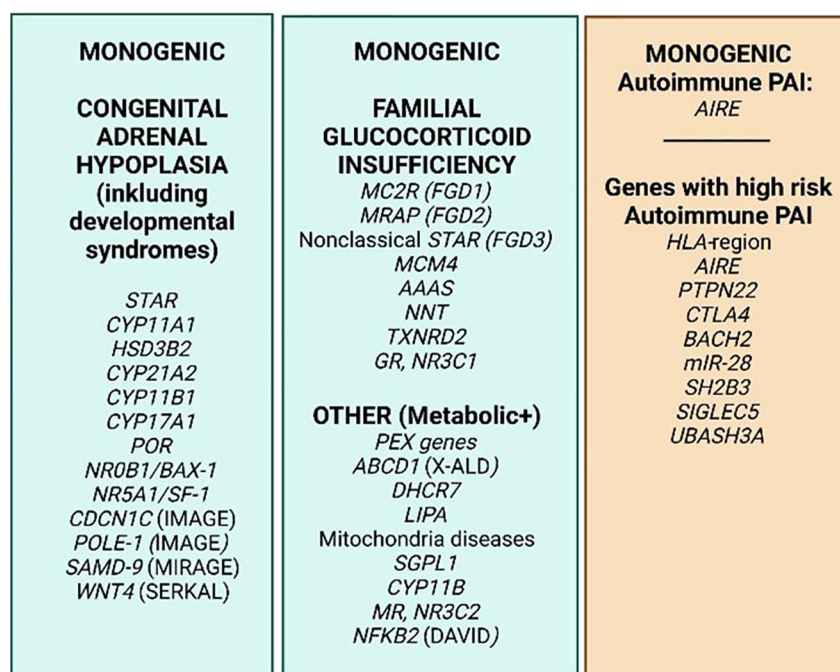 MONOGENIC
CONGENITAL
ADRENAL
HYPOPLASIA
(inkluding
developmental
syndromes)
STAR
CYP11A1
HSD3B2
CYP21A2
CYP11B1
CYP17A1
POR
NR0B1/BAX-1
NR5A1/SF-1
CDCN1C (IMAGE)
POLE-1 (IMAGE)
SAMD-9 (MIRAGE)
WNT4 (SERKAL)
MONOGENIC
FAMILIAL
GLUCOCORTICOID
INSUFFICIENCY
MC2R (FGD1)
MRAP (FGD2)
Nonclassical STAR (FGD3)
MCM4
AAAS
NNT
TXNRD2
GR, NR3C1
OTHER (Metabolic+)
PEX genes
ABCD1 (X-ALD)
DHCR7
LIPA
Mitochondria diseases
SGPL1
CYP11B
MR, NR3C2
NFKB2 (DAVID)
MONOGENIC
Autoimmune PAI:
AIRE
Genes with high risk
Autoimmune PAI
HLA-region
AIRE
PTPN22
CTLA4
BACH2
mIR-28
SH2B3
SIGLEC5
UBASH3A